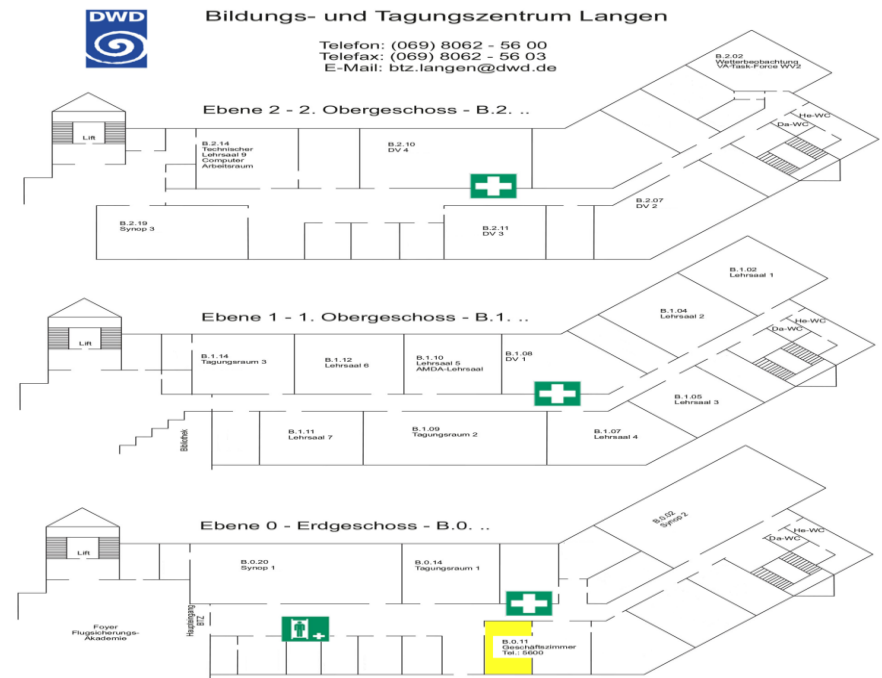 DWD
Bildungs- und Tagungszentrum Langen
Telefon: (069) 8062 - 56 00
Telefax: (069) 8062 - 56 03
E-Mail: btz.langen@dwd.de
Ebene 2 - 2. Obergeschoss - B.2. ..
B.2.02
Wetterbeobachtung
VA-Task-Force WV2
He-WC
Da-WC
Lift
B.2.14
Technischer
Lehrsaal 9
Computer
Arbeitsraum
B.2.10
DV 4
B.2.07
DV 2
B.2.19
Synop 3
B.2.11
DV 3
Ebene 1 - 1. Obergeschoss - B.1. ..
B.1.02
Lehrsaal 1
B.1.04
Lehrsaal 2
He-WC
Da-WC
Lift
B.1.14
Tagungsraum 3
B.1.12
Lehrsaal 6
B.1.10
Lehrsaal 5
AMDA-Lehrsaal
B.1.08
DV 1
B.1.05
Lehrsaal 3
Bibliothek
B.1.11
Lehrsaal 7
B.1.09
Tagungsraum 2
B.1.07
Lehrsaal 4
Ebene 0 - Erdgeschoss - B.0. ..
B.0.02
Synop 2
He-WC
Da-WC
Lift
B.0.20
Synop 1
B.0.14
Tagungsraum 1
Foyer
Flugsicherungs-
Akademie
Haupteingang
BTZ
B.0.11
Geschäftszimmer
Tel.: 5600